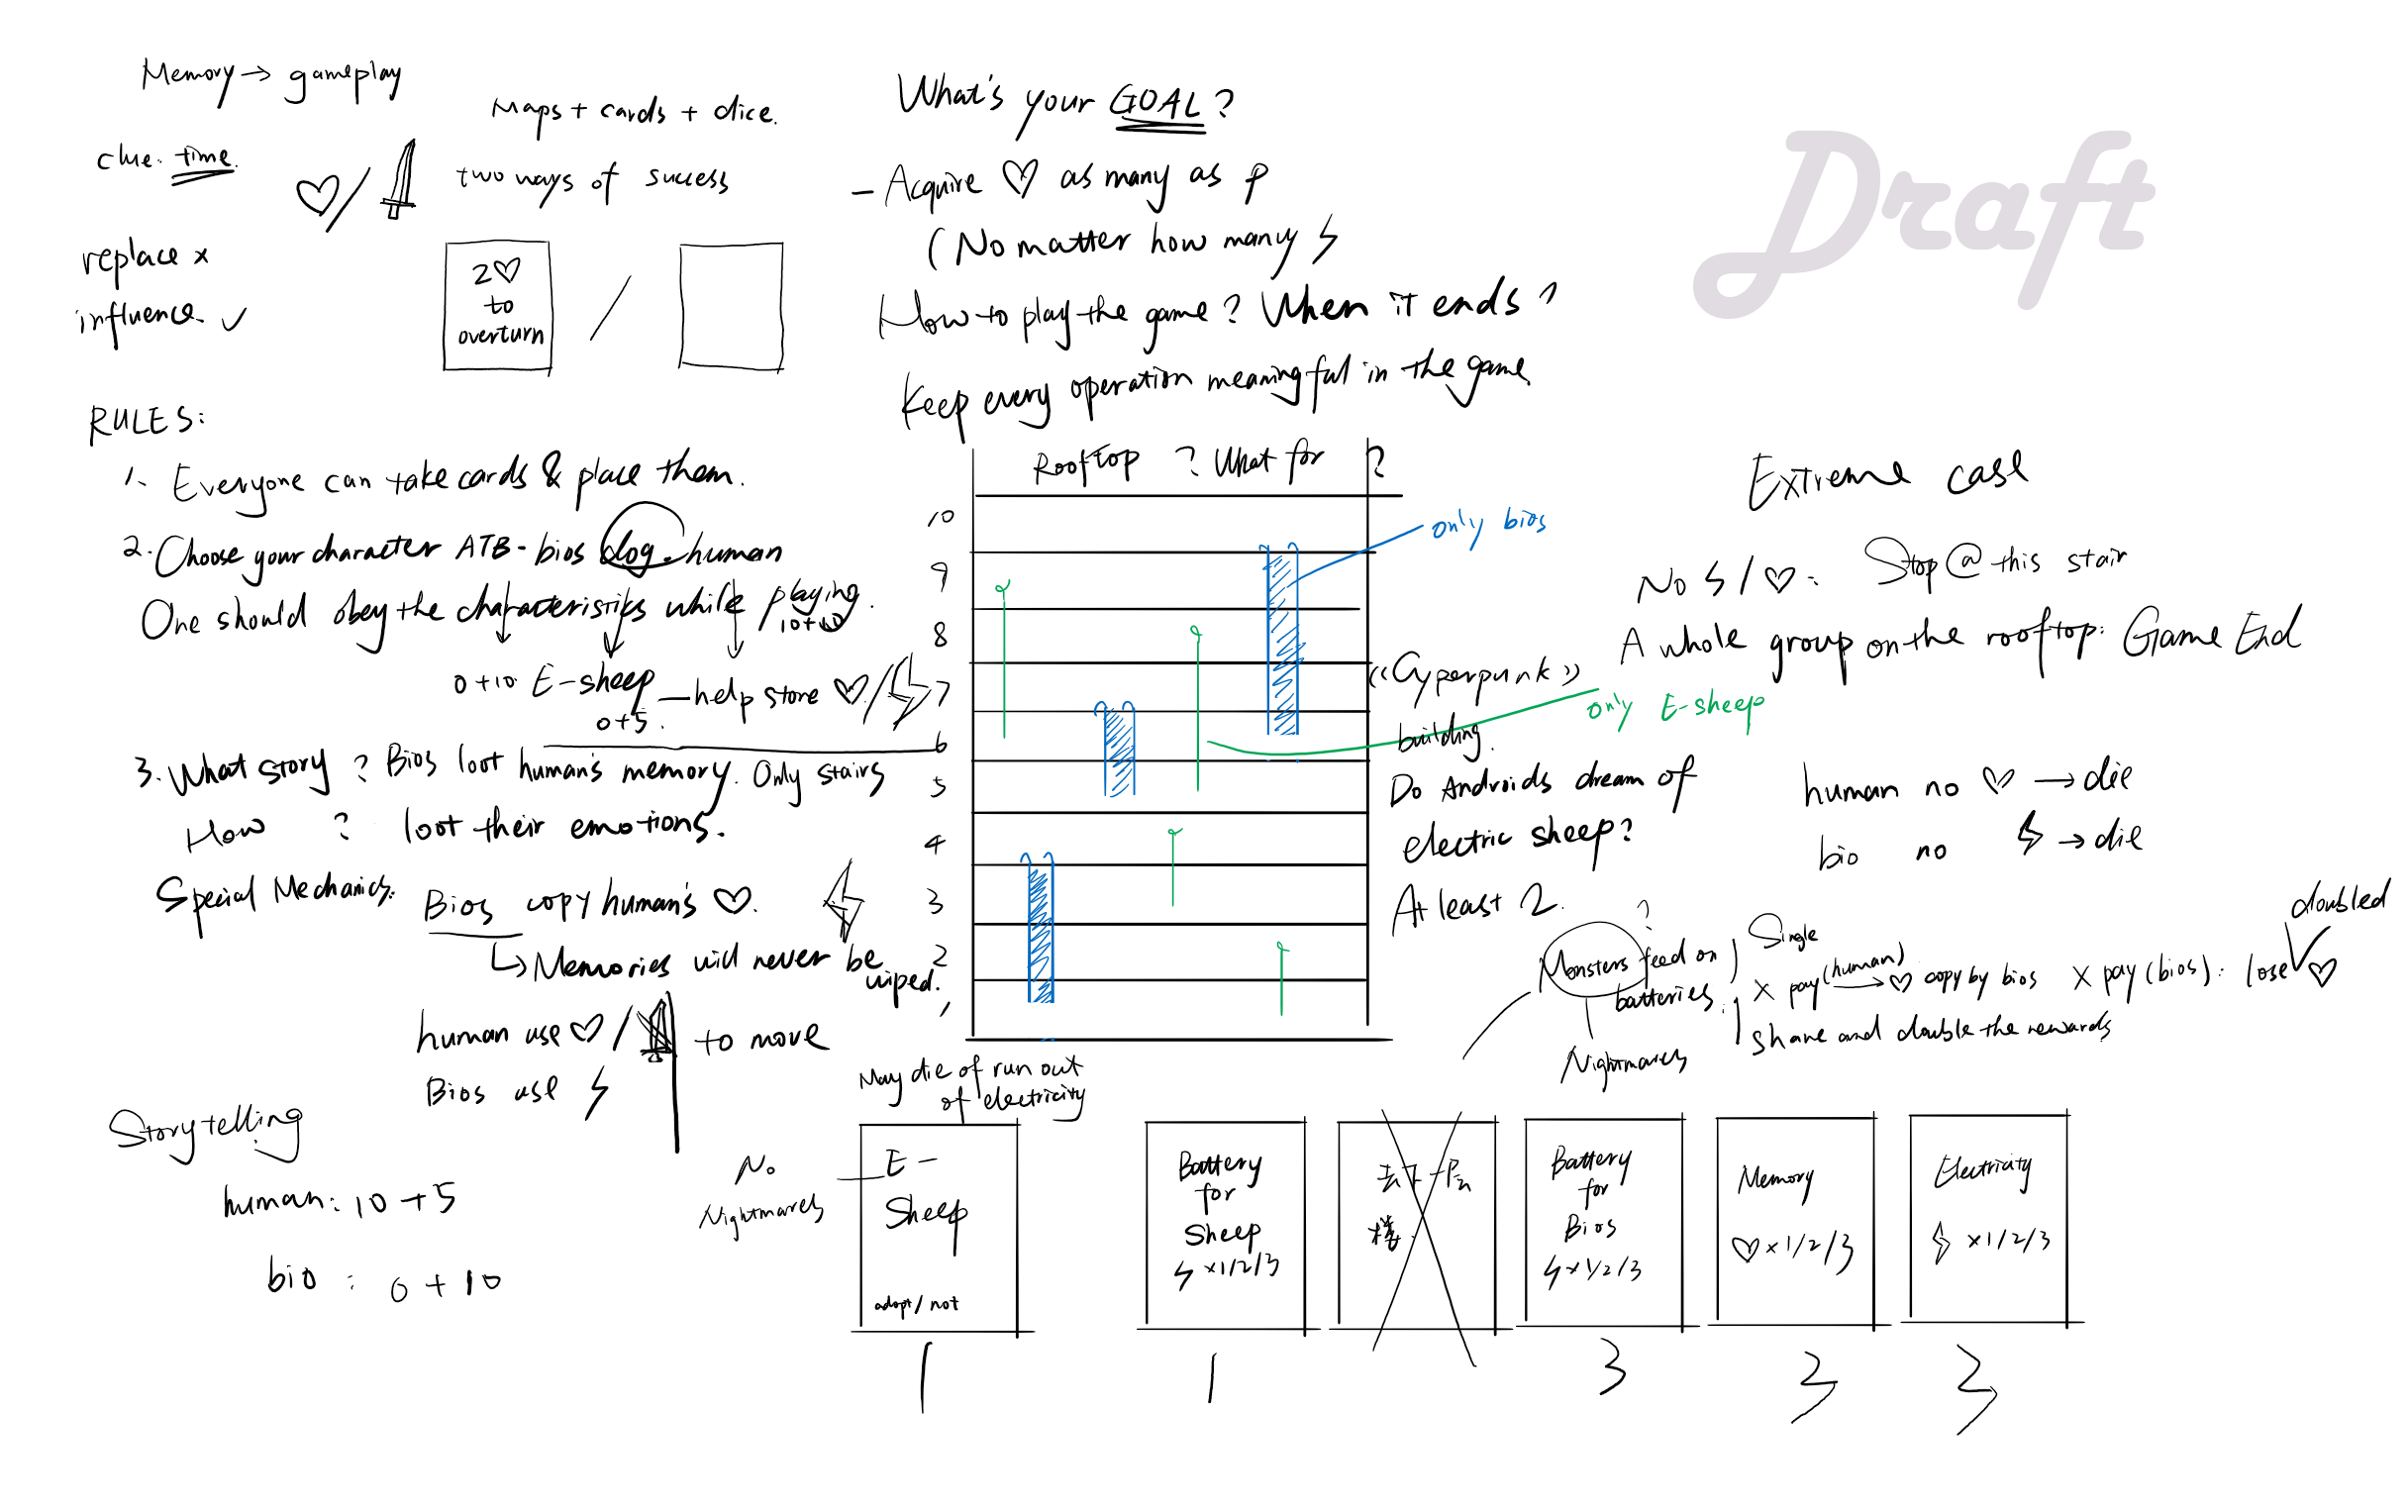 Memory → gameplay
Maps + cards + dice.
clue. time.
♡/ two ways of success
replace x
influence ✓
2♡
to
overturn
/
What's your GOAL?
- Acquire ♡ as many as p
(No matter how many ϟ
How to play the game? When it ends?
Keep every operation meaningful in the game
Draft
RULES:
1. Everyone can take cards & place them.
2. Choose your character ATB - bios dog. human
One should obey the characteristics while playing.
10+10
0+10 E-sheep — help store ♡/ϟ
0+5.
3. What story? Bios loot human's memory. Only stairs
How ? loot their emotions.
Special Mechanics: Bios copy human's ♡. ϟ
↳ Memories will never be
wiped.
human use ♡/ to move
Bios use ϟ
Storytelling
human: 10+5
bio : 0+10
Rooftop ? What for ?
10
9
8
7
6
5
4
3
2
1
only bios
only E-sheep
《Cyperpunk》
building.
Do Androids dream of
electric sheep?
At least 2.
Extreme case
No ϟ/♡: Stop @ this stair
A whole group on the rooftop: Game End
human no ♡ → die
bio no ϟ → die
doubled
?
Monsters feed on
batteries.
Nightmares
Single
x pay (human) → ♡ copy by bios x pay (bios): lose ♡
share and double the rewards
May die of run out
of electricity
No
Nightmares
E-
Sheep
adopt / not
1
Battery
for
Sheep
ϟ x1/2/3
1
去下一户
楼
Battery
for
Bios
ϟ x1/2/3
3
Memory
♡ x1/2/3
3
Electricity
ϟ x1/2/3
3